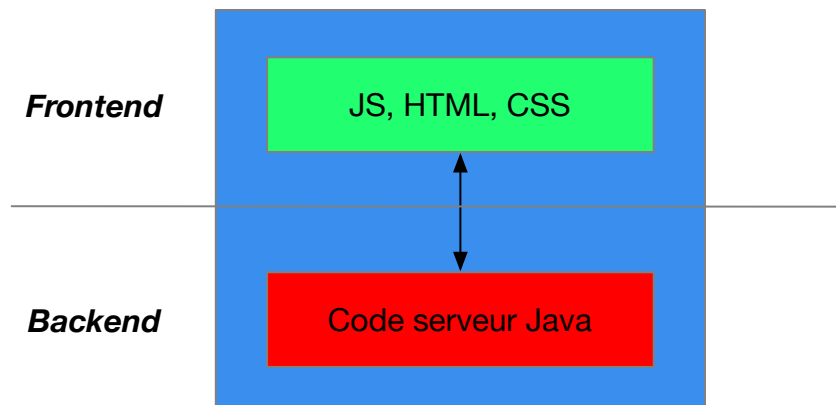 Frontend
JS, HTML, CSS
Backend
Code serveur Java